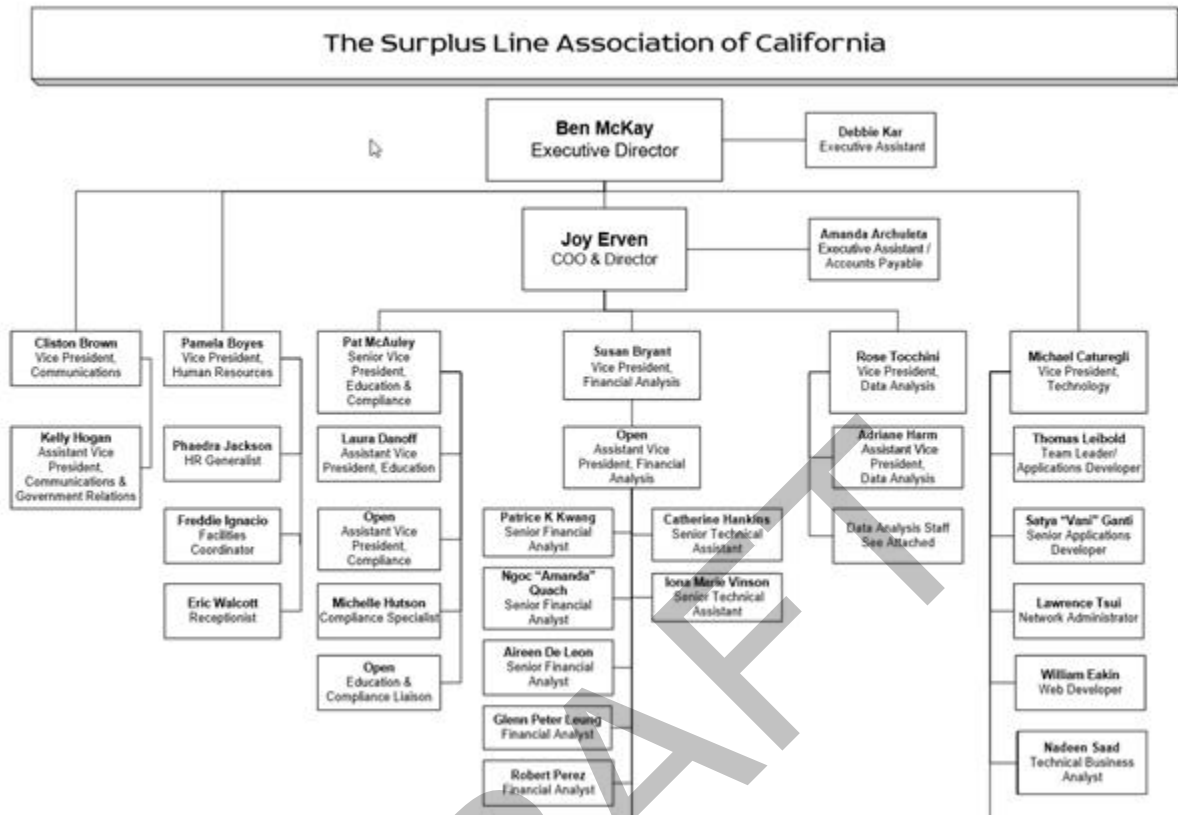 The Surplus Line Association of California
Ben McKay
Executive Director
Debbie Kar
Executive Assistant
Joy Erven
COO & Director
Amanda Archuleta
Executive Assistant /
Accounts Payable
Cliston Brown
Vice President,
Communications
Kelly Hogan
Assistant Vice
President,
Communications &
Government Relations
Pamela Boyes
Vice President,
Human Resources
Phaedra Jackson
HR Generalist
Freddie Ignacio
Facilities
Coordinator
Eric Walcott
Receptionist
Pat McAuley
Senior Vice
President,
Education &
Compliance
Laura Danoff
Assistant Vice
President, Education
Open
Assistant Vice
President,
Compliance
Michelle Hutson
Compliance Specialist
Open
Education &
Compliance Liaison
Susan Bryant
Vice President,
Financial Analysis
Open
Assistant Vice
President, Financial
Analysis
Patrice K Kwang
Senior Financial
Analyst
Ngoc "Amanda"
Quach
Senior Financial
Analyst
Aireen De Leon
Senior Financial
Analyst
Glenn Peter Leung
Financial Analyst
Robert Perez
Financial Analyst
Catherine Hankins
Senior Technical
Assistant
Iona Marie Vinson
Senior Technical
Assistant
Rose Tocchini
Vice President,
Data Analysis
Adriane Harm
Assistant Vice
President,
Data Analysis
Data Analysis Staff
See Attached
Michael Caturegli
Vice President,
Technology
Thomas Leibold
Team Leader/
Applications Developer
Satya "Vani" Ganti
Senior Applications
Developer
Lawrence Tsui
Network Administrator
William Eakin
Web Developer
Nadeen Saad
Technical Business
Analyst
DRAFT